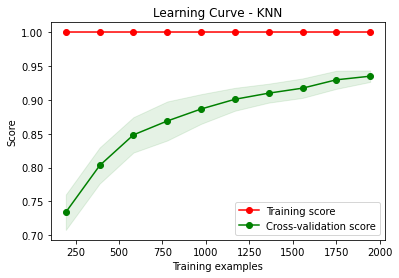 Learning Curve - KNN
1.00
0.95
0.90
0.85
0.80
0.75
0.70
Score
Training score
Cross-validation score
250 500 750 1000 1250 1500 1750 2000
Training examples